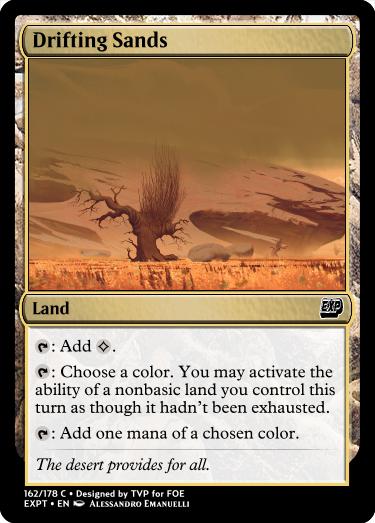 Drifting Sands
Land
EXP
: Add .
: Choose a color. You may activate the
ability of a nonbasic land you control this
turn as though it hadn't been exhausted.
: Add one mana of a chosen color.
The desert provides for all.
162/178 C • Designed by TVP for FOE
EXPT • EN Alessandro Emanuelli